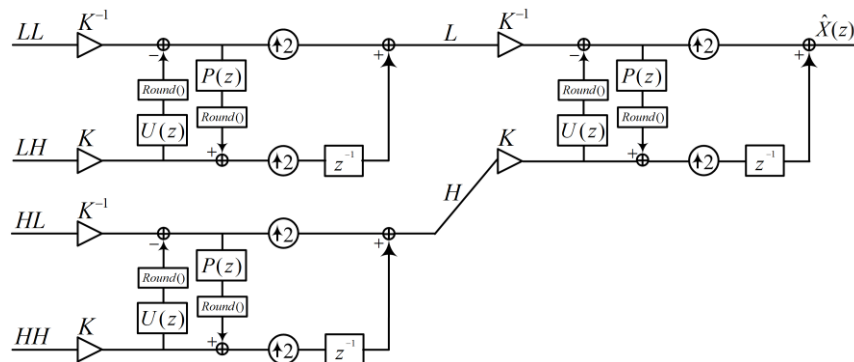 K⁻¹ K⁻¹ X̂(z)
LL − ↑2 + L − ↑2 +
P(z) P(z)
Round() Round()
Round() Round()
K U(z) K U(z)
LH + ↑2 z⁻¹ + ↑2 z⁻¹
H
K⁻¹
HL − ↑2 +
P(z)
Round()
Round()
K U(z)
HH + ↑2 z⁻¹